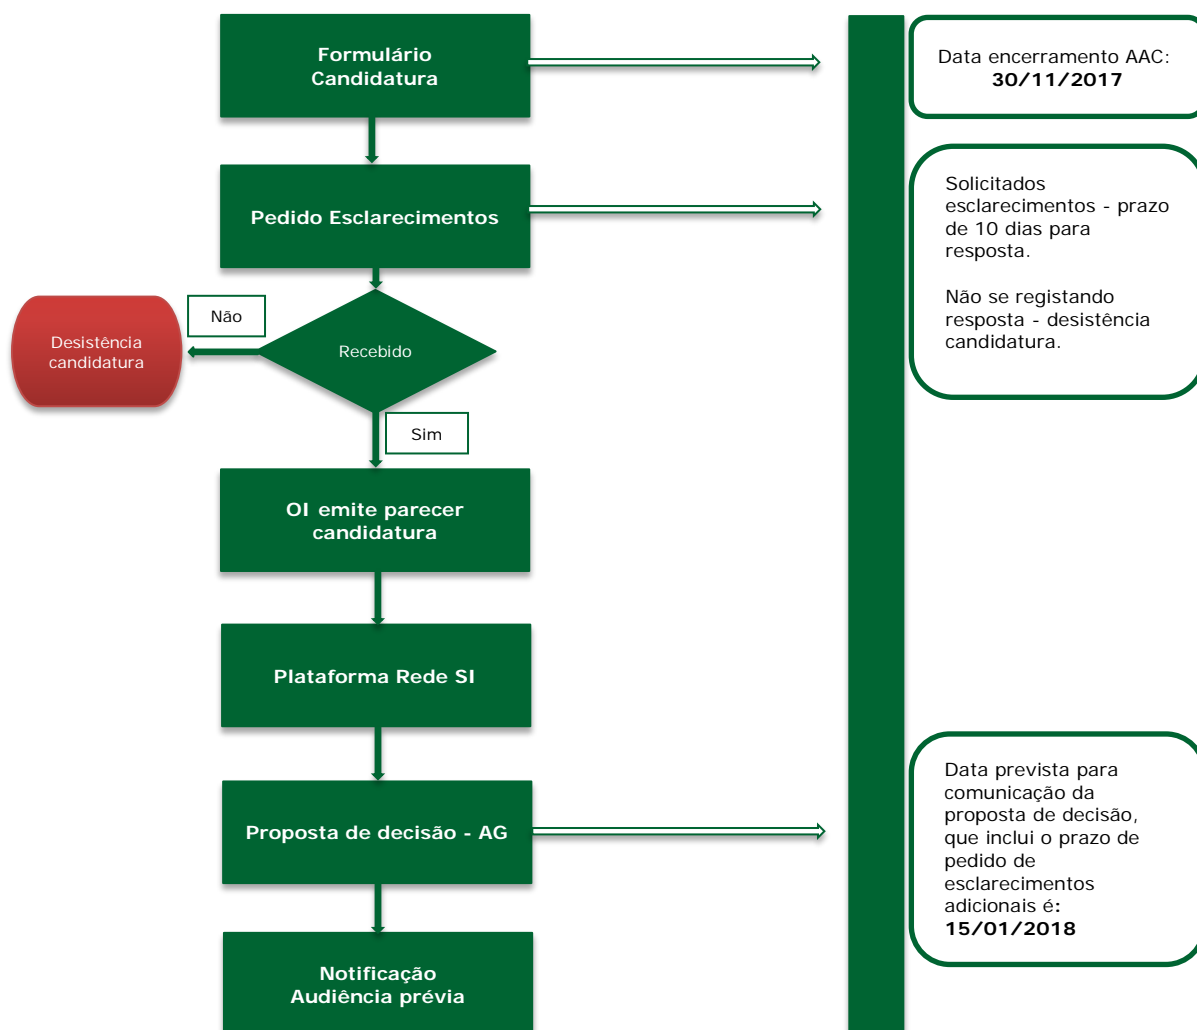 Formulário
Candidatura
Data encerramento AAC:
30/11/2017
Pedido Esclarecimentos
Solicitados
esclarecimentos - prazo
de 10 dias para
resposta.
Não se registando
resposta - desistência
candidatura.
Não
Desistência
candidatura
Recebido
Sim
OI emite parecer
candidatura
Plataforma Rede SI
Proposta de decisão - AG
Data prevista para
comunicação da
proposta de decisão,
que inclui o prazo de
pedido de
esclarecimentos
adicionais é:
15/01/2018
Notificação
Audiência prévia